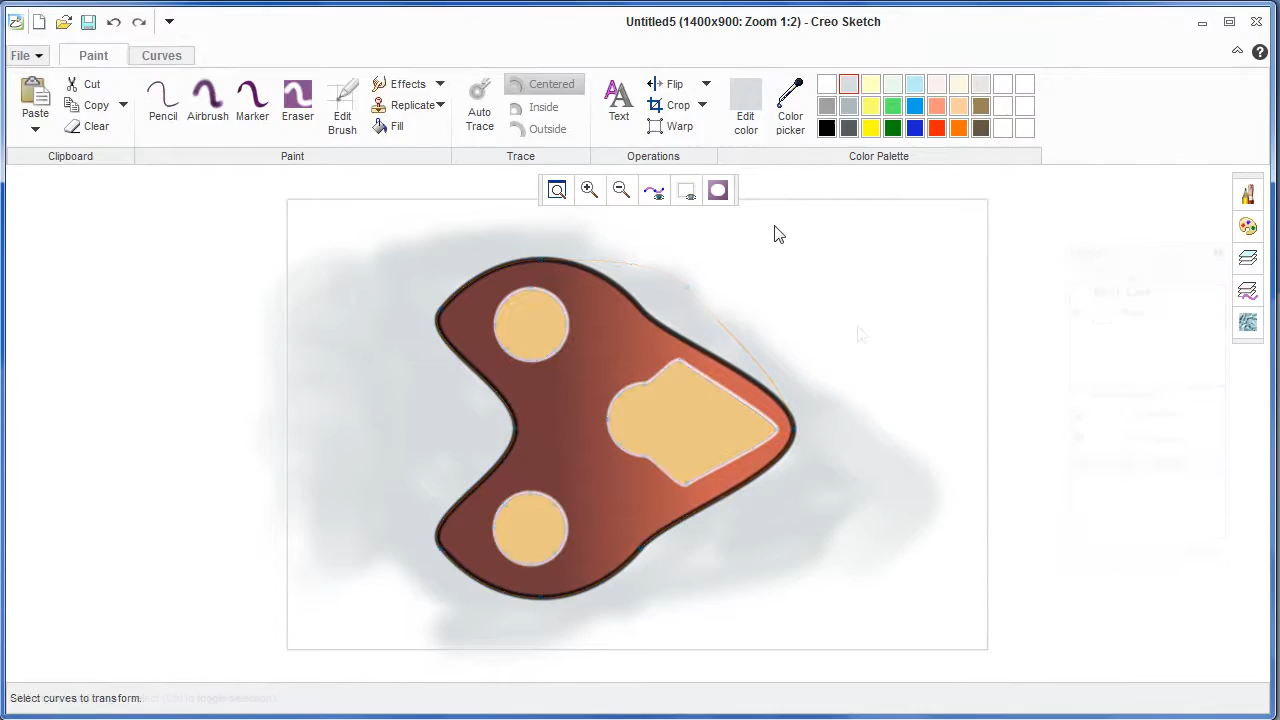 Untitled5 (1400x900: Zoom 1:2) - Creo Sketch
File Paint Curves
Paste Cut Copy Clear Pencil Airbrush Marker Eraser Edit Brush Effects Replicate Fill Auto Trace Centered Inside Outside Text Flip Crop Warp Edit color Color picker
Clipboard Paint Trace Operations Color Palette
Select curves to transform.